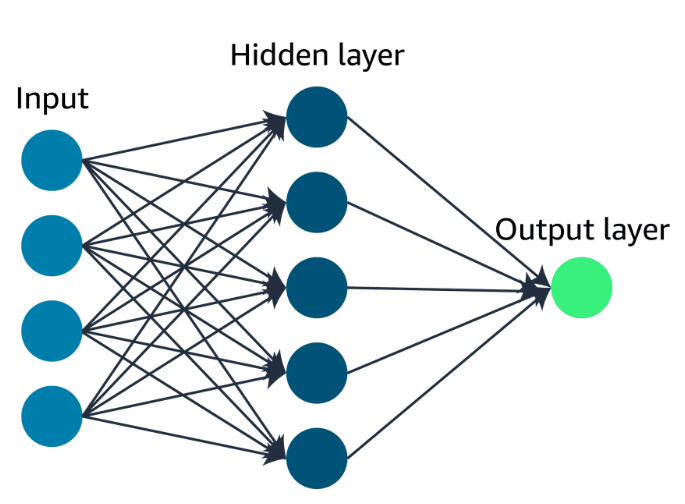 Hidden layer
Input
Output layer